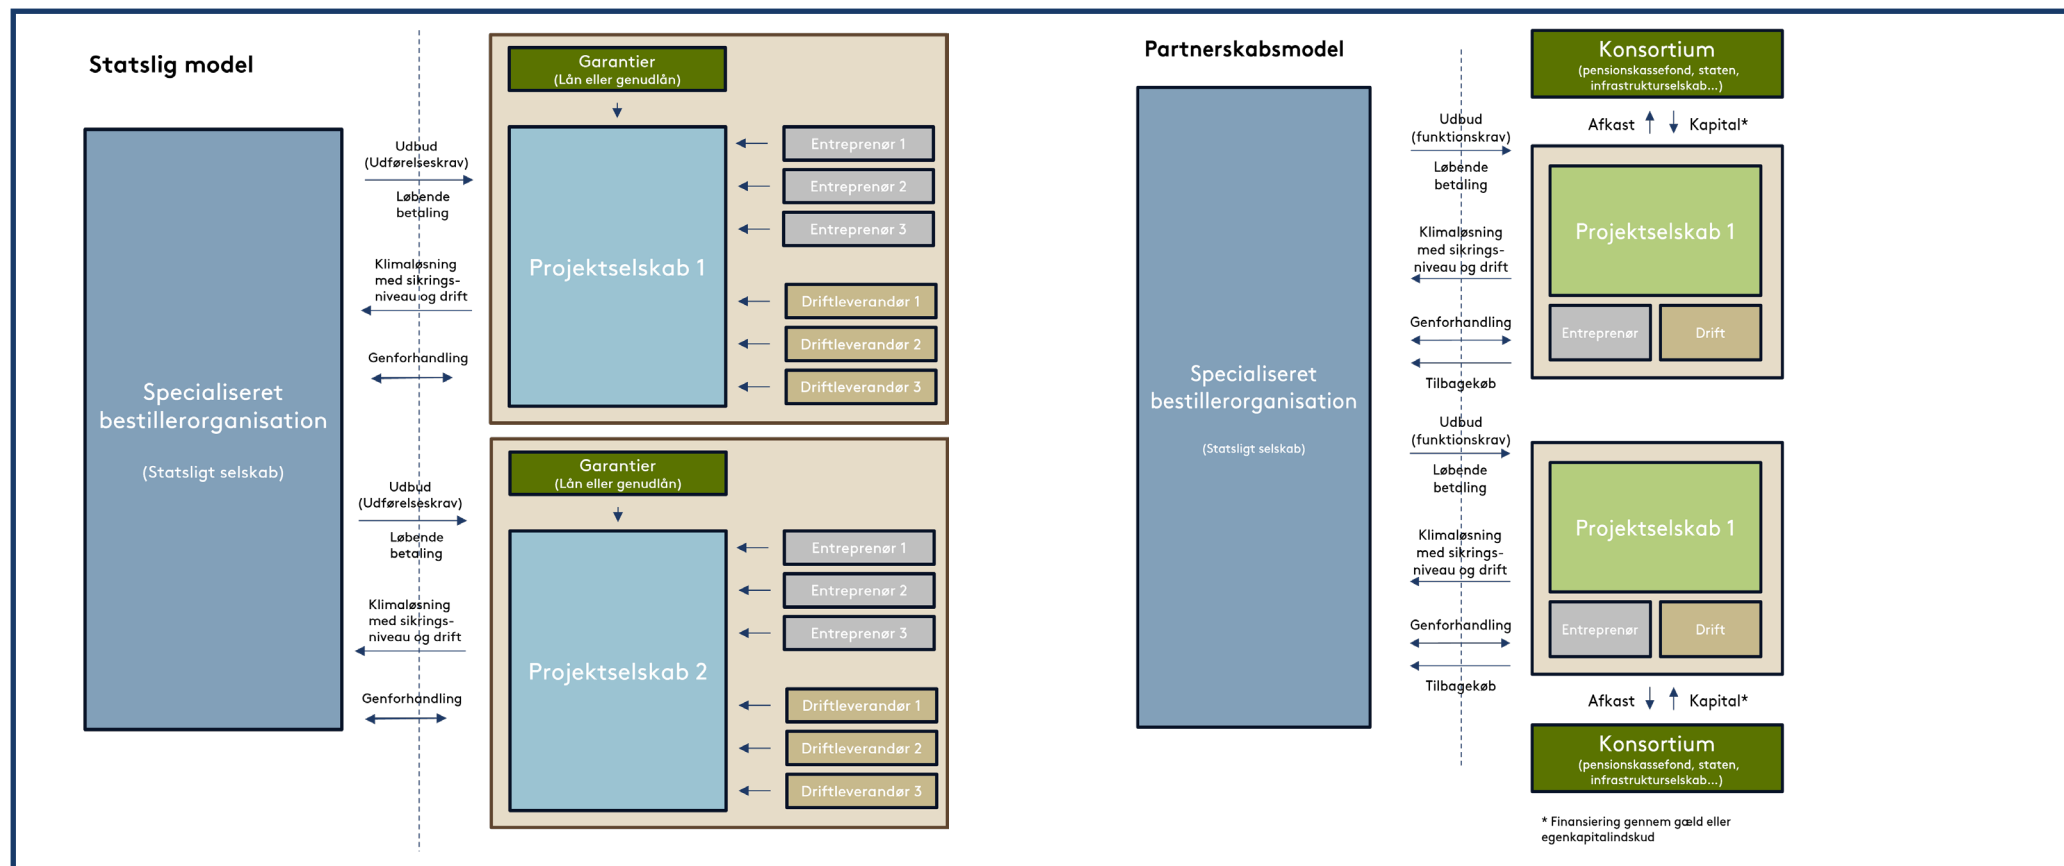 Statslig model
Specialiseret
bestillerorganisation
(Statsligt selskab)
Udbud
(Udførelseskrav)
Løbende
betaling
Klimaløsning
med sikrings-
niveau og drift
Genforhandling
Udbud
(Udførelseskrav)
Løbende
betaling
Klimaløsning
med sikrings-
niveau og drift
Genforhandling
Garantier
(Lån eller genudlån)
Projektselskab 1
Entreprenør 1
Entreprenør 2
Entreprenør 3
Driftleverandør 1
Driftleverandør 2
Driftleverandør 3
Garantier
(Lån eller genudlån)
Projektselskab 2
Entreprenør 1
Entreprenør 2
Entreprenør 3
Driftleverandør 1
Driftleverandør 2
Driftleverandør 3
Partnerskabsmodel
Specialiseret
bestillerorganisation
(Statsligt selskab)
Udbud
(funktionskrav)
Løbende
betaling
Klimaløsning
med sikrings-
niveau og drift
Genforhandling
Tilbagekøb
Udbud
(funktionskrav)
Løbende
betaling
Klimaløsning
med sikrings-
niveau og drift
Genforhandling
Tilbagekøb
Konsortium
(pensionskassefond, staten,
infrastrukturselskab...)
Afkast Kapital*
Projektselskab 1
Entreprenør Drift
Projektselskab 1
Entreprenør Drift
Afkast Kapital*
Konsortium
(pensionskassefond, staten,
infrastrukturselskab...)
* Finansiering gennem gæld eller
egenkapitalindskud